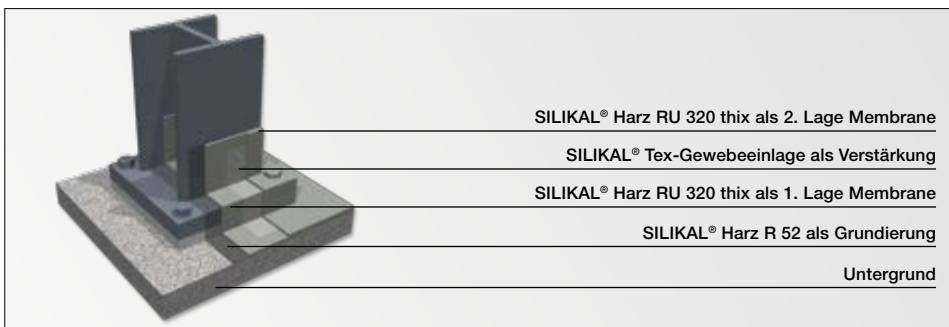 SILIKAL® Harz RU 320 thix als 2. Lage Membrane
SILIKAL® Tex-Gewebeeinlage als Verstärkung
SILIKAL® Harz RU 320 thix als 1. Lage Membrane
SILIKAL® Harz R 52 als Grundierung
Untergrund